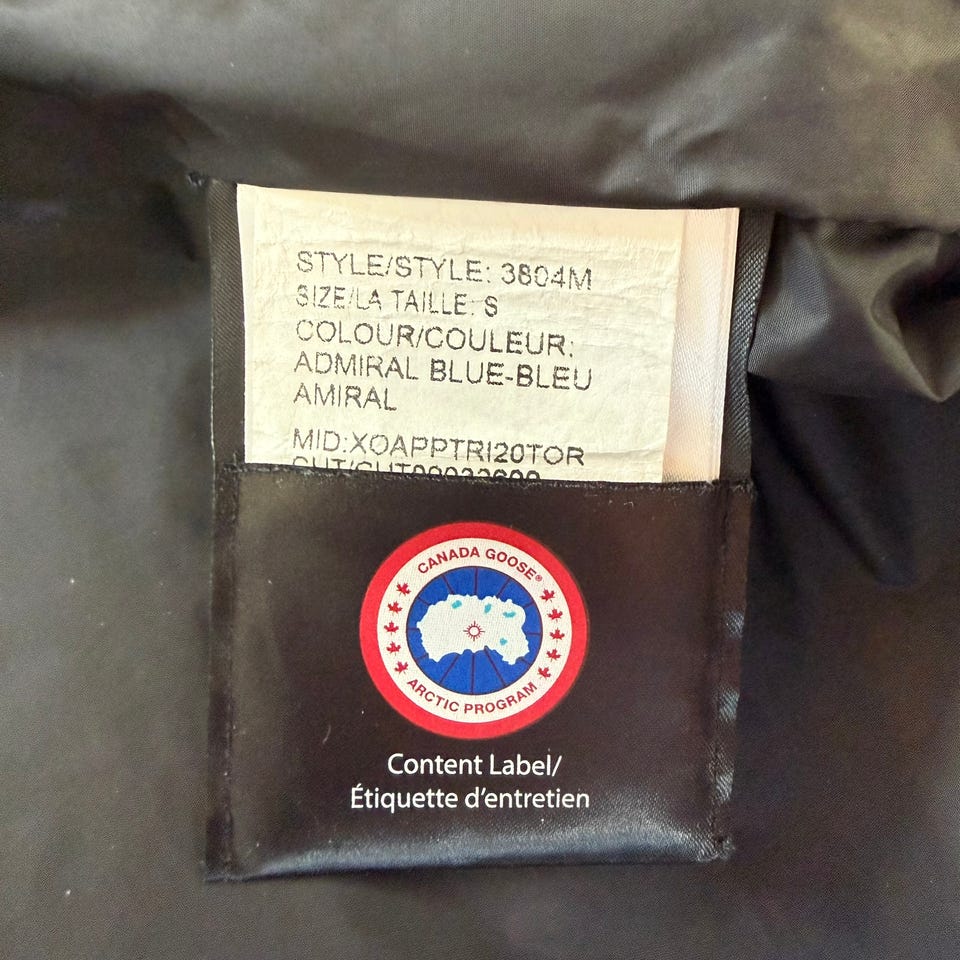 STYLE/STYLE: 3804M
SIZE/LA TAILLE: S
COLOUR/COULEUR:
ADMIRAL BLUE-BLEU
AMIRAL
MID:XOAPPTRI20TOR
CANADA GOOSE®
ARCTIC PROGRAM
Content Label/
Étiquette d'entretien